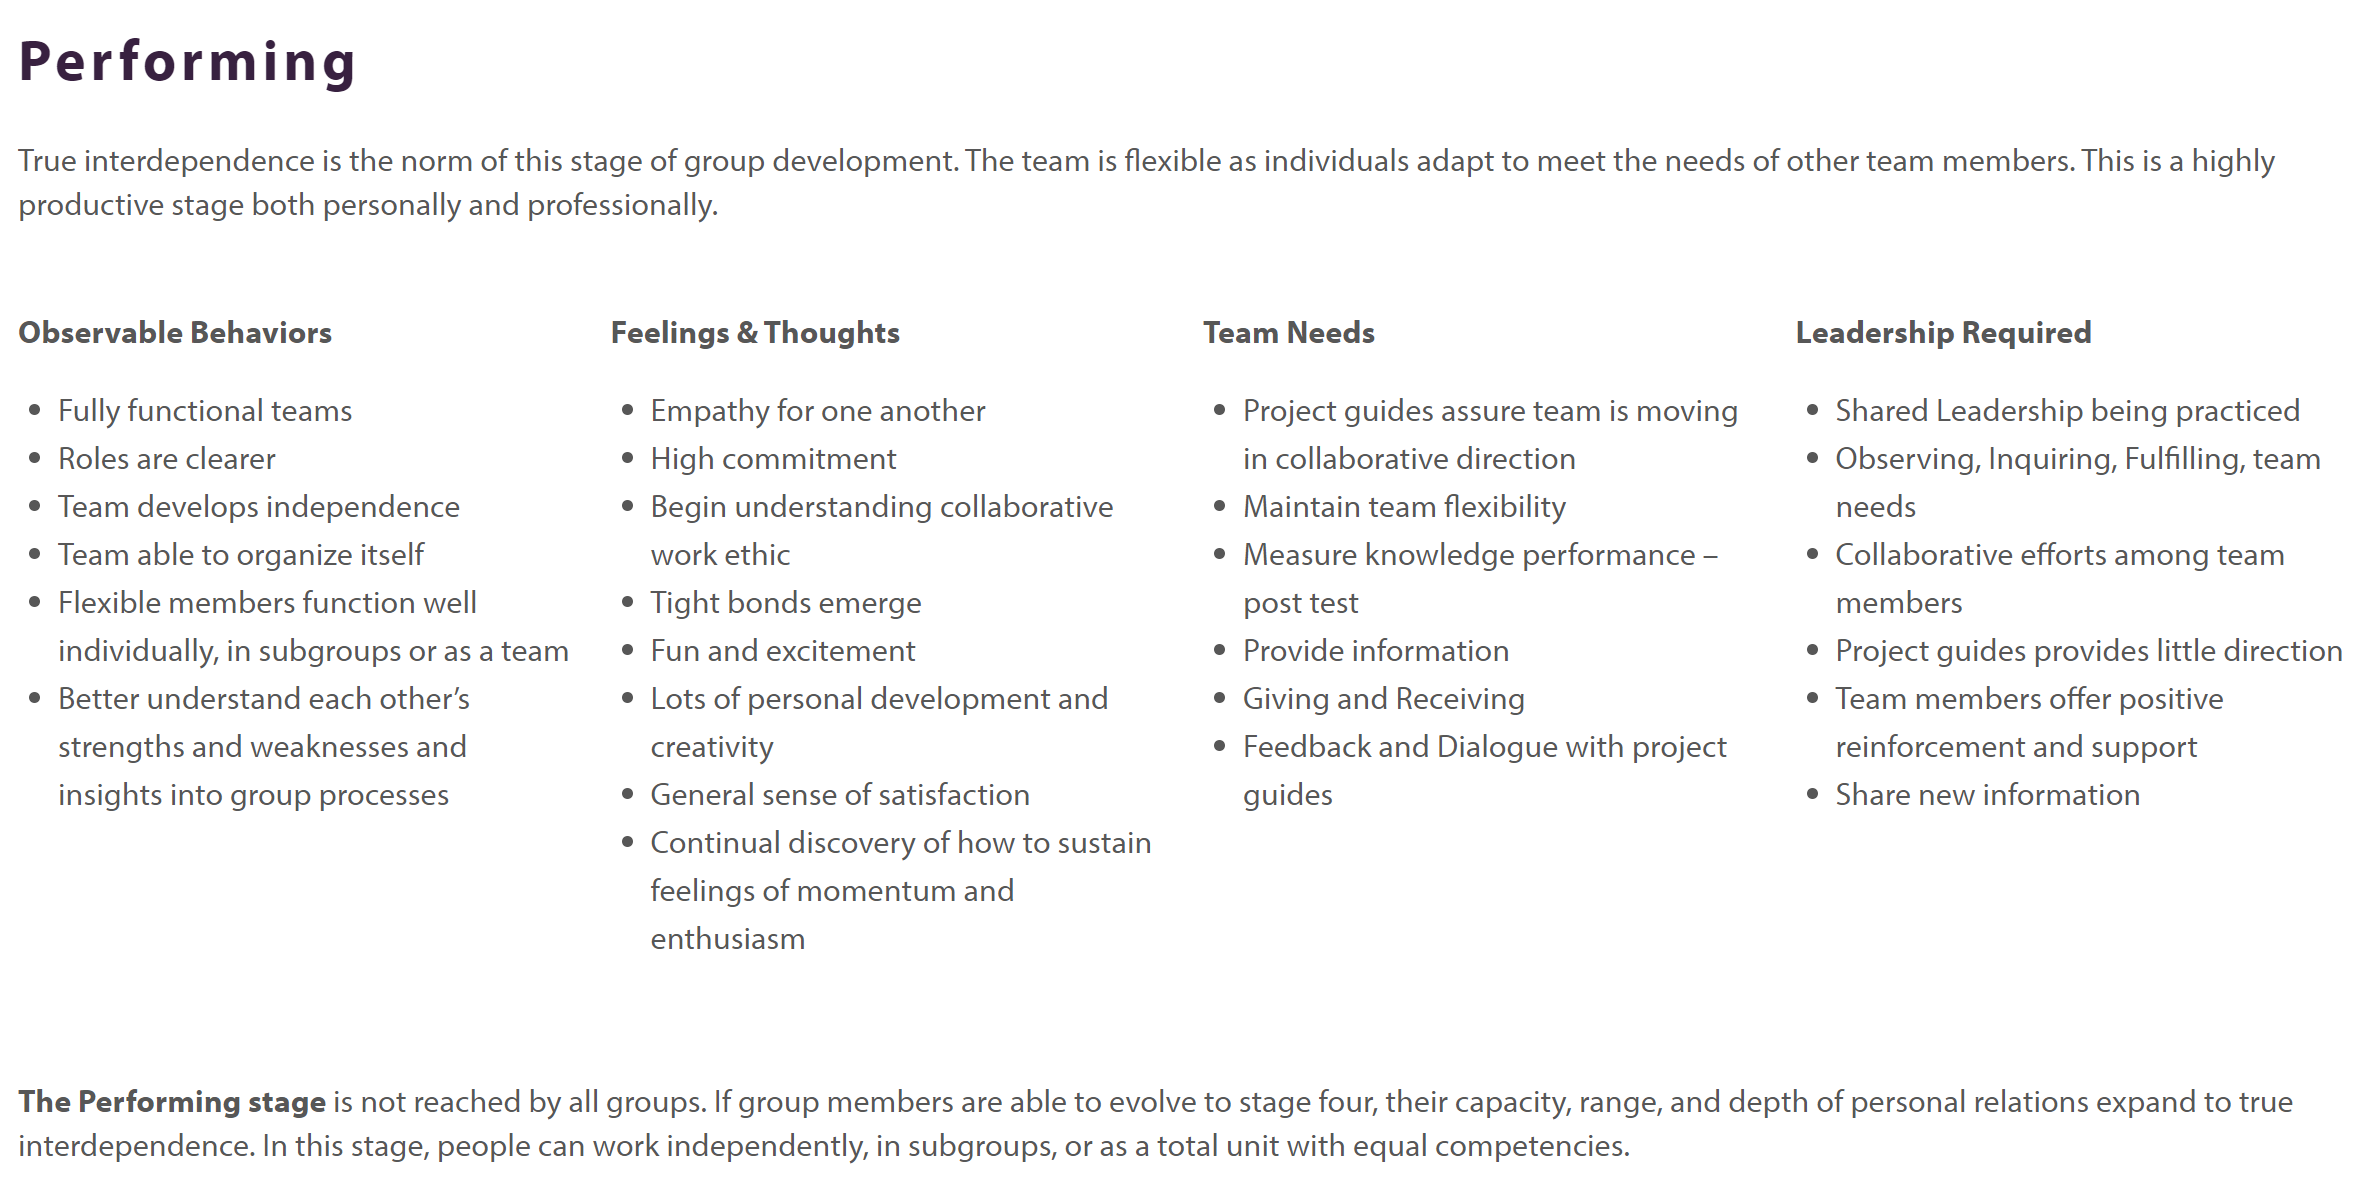 Performing
True interdependence is the norm of this stage of group development. The team is flexible as individuals adapt to meet the needs of other team members. This is a highly
productive stage both personally and professionally.
Observable Behaviors
• Fully functional teams
• Roles are clearer
• Team develops independence
• Team able to organize itself
• Flexible members function well
individually, in subgroups or as a team
• Better understand each other’s
strengths and weaknesses and
insights into group processes
Feelings & Thoughts
• Empathy for one another
• High commitment
• Begin understanding collaborative
work ethic
• Tight bonds emerge
• Fun and excitement
• Lots of personal development and
creativity
• General sense of satisfaction
• Continual discovery of how to sustain
feelings of momentum and
enthusiasm
Team Needs
• Project guides assure team is moving
in collaborative direction
• Maintain team flexibility
• Measure knowledge performance –
post test
• Provide information
• Giving and Receiving
• Feedback and Dialogue with project
guides
Leadership Required
• Shared Leadership being practiced
• Observing, Inquiring, Fulfilling, team
needs
• Collaborative efforts among team
members
• Project guides provides little direction
• Team members offer positive
reinforcement and support
• Share new information
The Performing stage is not reached by all groups. If group members are able to evolve to stage four, their capacity, range, and depth of personal relations expand to true
interdependence. In this stage, people can work independently, in subgroups, or as a total unit with equal competencies.